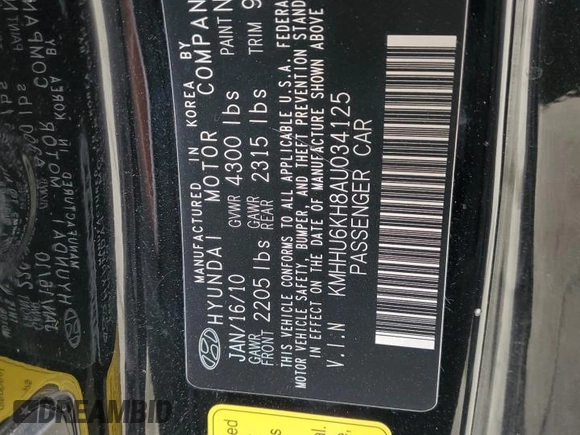 MANUFACTURED IN KOREA BY
HYUNDAI MOTOR COMPAN
JAN/16/10 GVWR 4300 lbs PAINT N
GAWR FRONT 2205 lbs GAWR REAR 2315 lbs TRIM 9
THIS VEHICLE CONFORMS TO ALL APPLICABLE U.S.A. FEDERA
MOTOR VEHICLE SAFETY, BUMPER, AND THEFT PREVENTION STA
IN EFFECT ON THE DATE OF MANUFACTURE SHOWN ABOVE
V.I.N KMHHU6KH8AU034125
PASSENGER CAR
DREAMBID